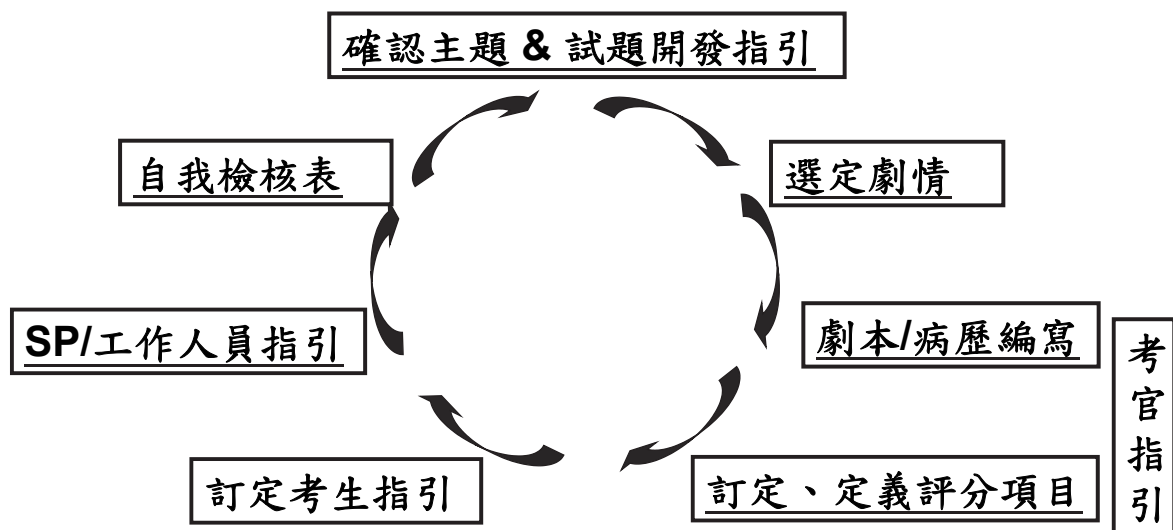 確認主題 & 試題開發指引
自我檢核表
選定劇情
SP/工作人員指引
劇本/病歷編寫
考官指引
訂定考生指引
訂定、定義評分項目